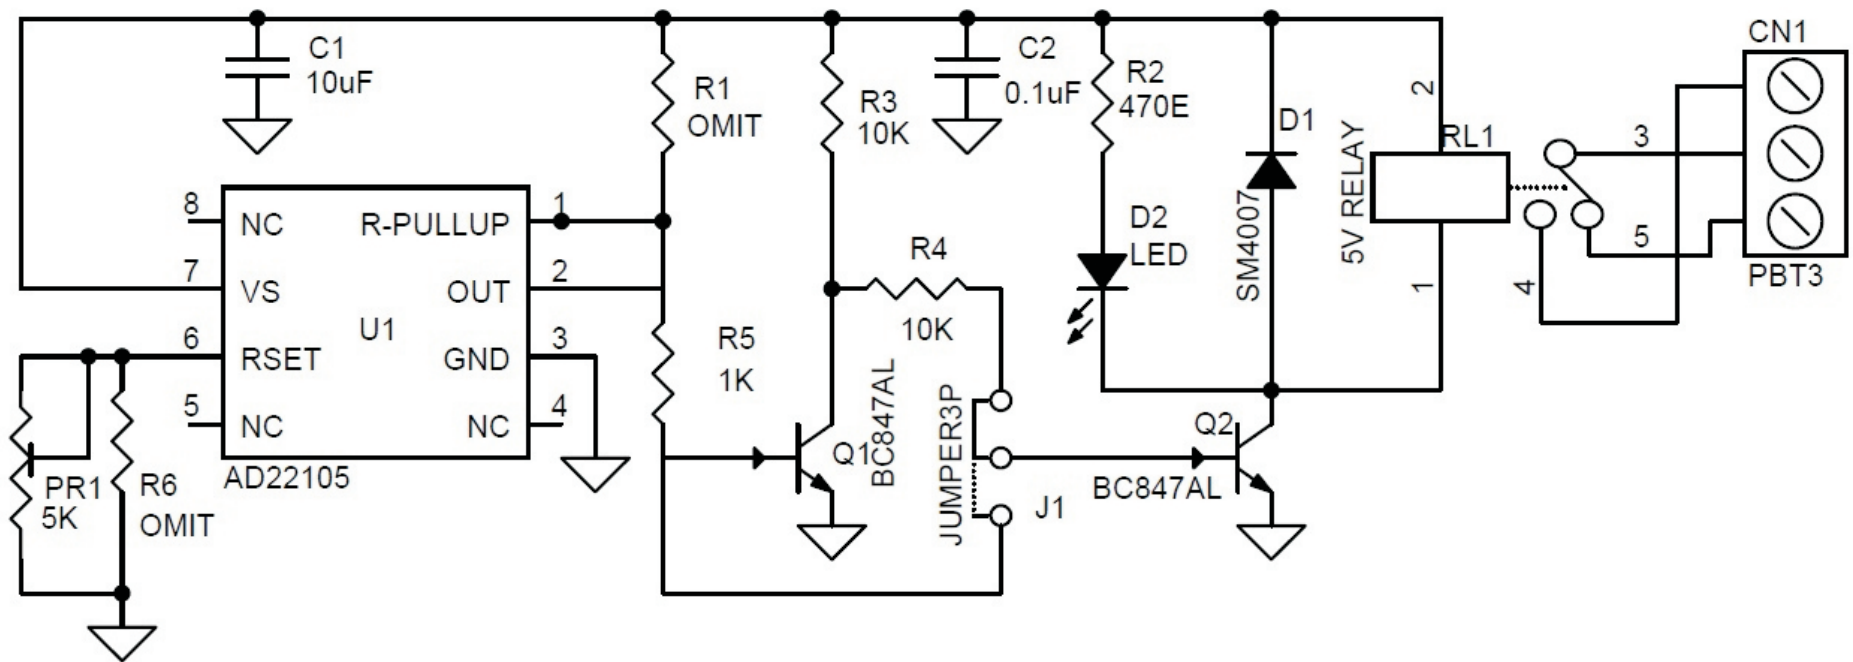 C1
10uF
R1
OMIT
R3
10K
C2
0.1uF
R2
470E
D1
SM4007
D2
LED
5V RELAY
2
RL1
1
3
5
4
CN1
PBT3
8
NC
R-PULLUP
1
7
VS
OUT
2
U1
6
RSET
GND
3
5
NC
NC
4
AD22105
PR1
5K
R6
OMIT
R5
1K
R4
10K
Q1
BC847AL
JUMPER3P
J1
Q2
BC847AL